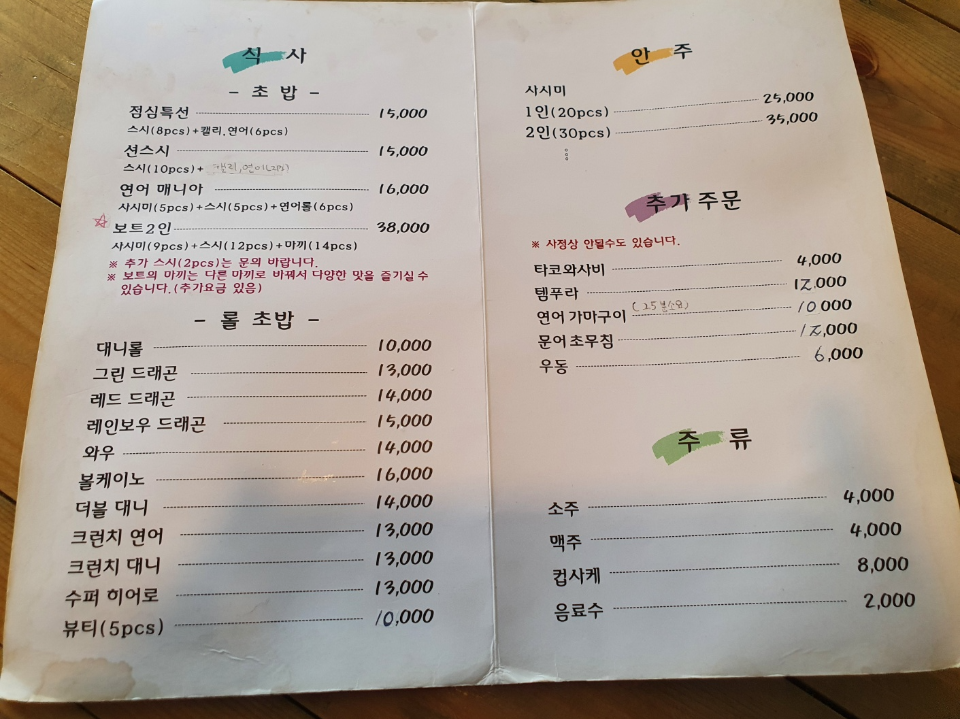 식 사
- 초 밥 -
점심특선 15,000
스시(8pcs)+캘리,연어(6pcs)
션스시 15,000
스시(10pcs)+
연어 매니아 16,000
사시미(5pcs)+스시(5pcs)+연어롤(6pcs)
보트2인 38,000
사시미(9pcs)+스시(12pcs)+마끼(14pcs)
※ 추가 스시(2pcs)는 문의 바랍니다.
※ 보트의 마끼는 다른 마끼로 바꿔서 다양한 맛을 즐기실 수
있습니다.(추가요금 있음)
- 롤 초밥 -
대니롤 10,000
그린 드래곤 13,000
레드 드래곤 14,000
레인보우 드래곤 15,000
와우 14,000
볼케이노 16,000
더블 대니 14,000
크런치 연어 13,000
크런치 대니 13,000
수퍼 히어로 13,000
뷰티(5pcs) 10,000
안 주
사시미
1인(20pcs) 25,000
2인(30pcs) 35,000
추가 주문
※ 사정상 안될수도 있습니다.
타코와사비 4,000
템푸라 12,000
연어 가마구이 (25분소요) 10,000
문어 초무침 12,000
우동 6,000
주 류
소주 4,000
맥주 4,000
컵사케 8,000
음료수 2,000